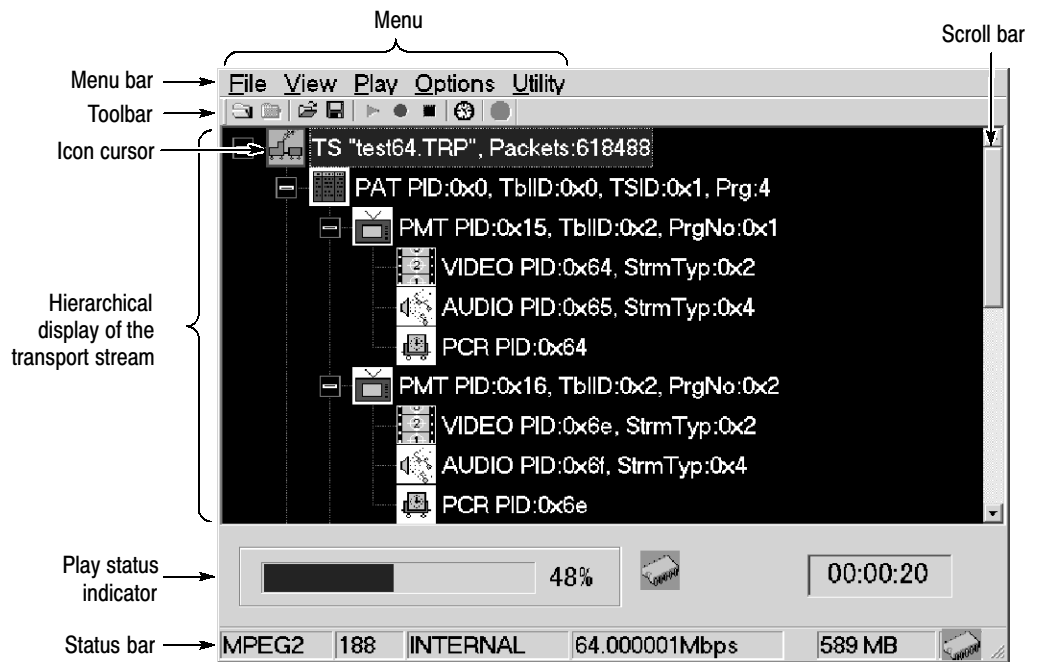 Menu
Scroll bar
Menu bar
File View Play Options Utility
Toolbar
Icon cursor
TS "test64.TRP", Packets:618488
PAT PID:0x0, TblID:0x0, TSID:0x1, Prg:4
PMT PID:0x15, TblID:0x2, PrgNo:0x1
VIDEO PID:0x64, StrmTyp:0x2
AUDIO PID:0x65, StrmTyp:0x4
PCR PID:0x64
Hierarchical
display of the
transport stream
PMT PID:0x16, TblID:0x2, PrgNo:0x2
VIDEO PID:0x6e, StrmTyp:0x2
AUDIO PID:0x6f, StrmTyp:0x4
PCR PID:0x6e
Play status
indicator
48%
00:00:20
Status bar
MPEG2 188 INTERNAL 64.000001Mbps 589 MB